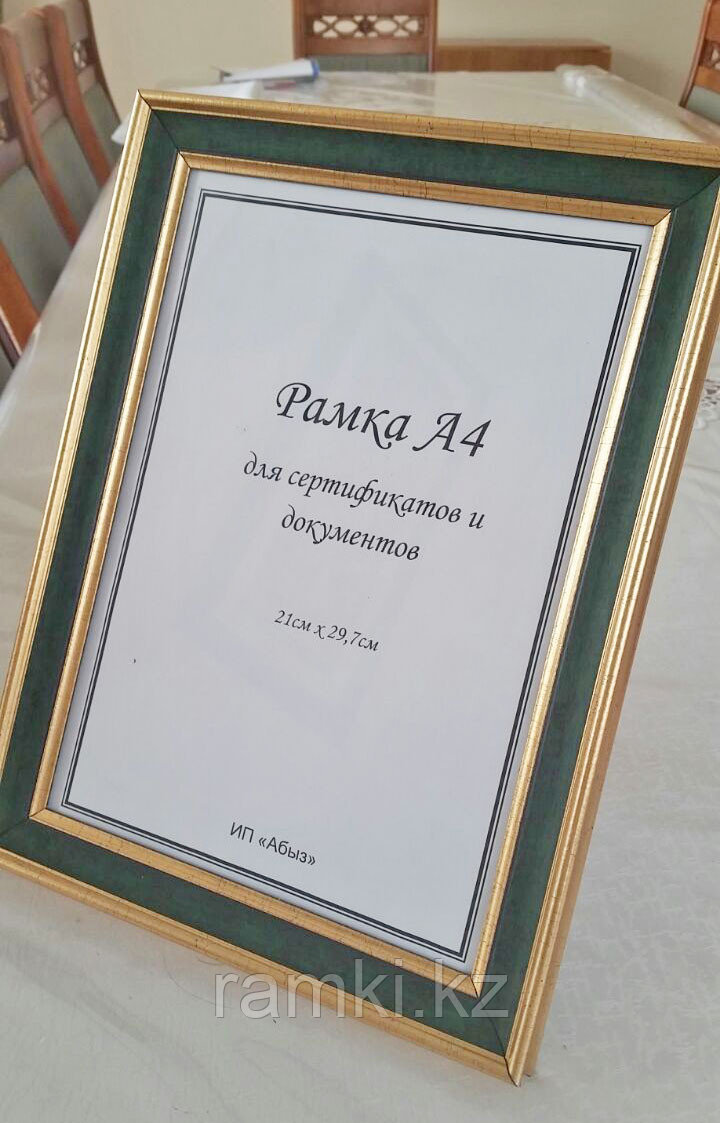 Рамка А4
для сертификатов и
документов
21см х 29,7см
ИП «Абыз»
ramki.kz